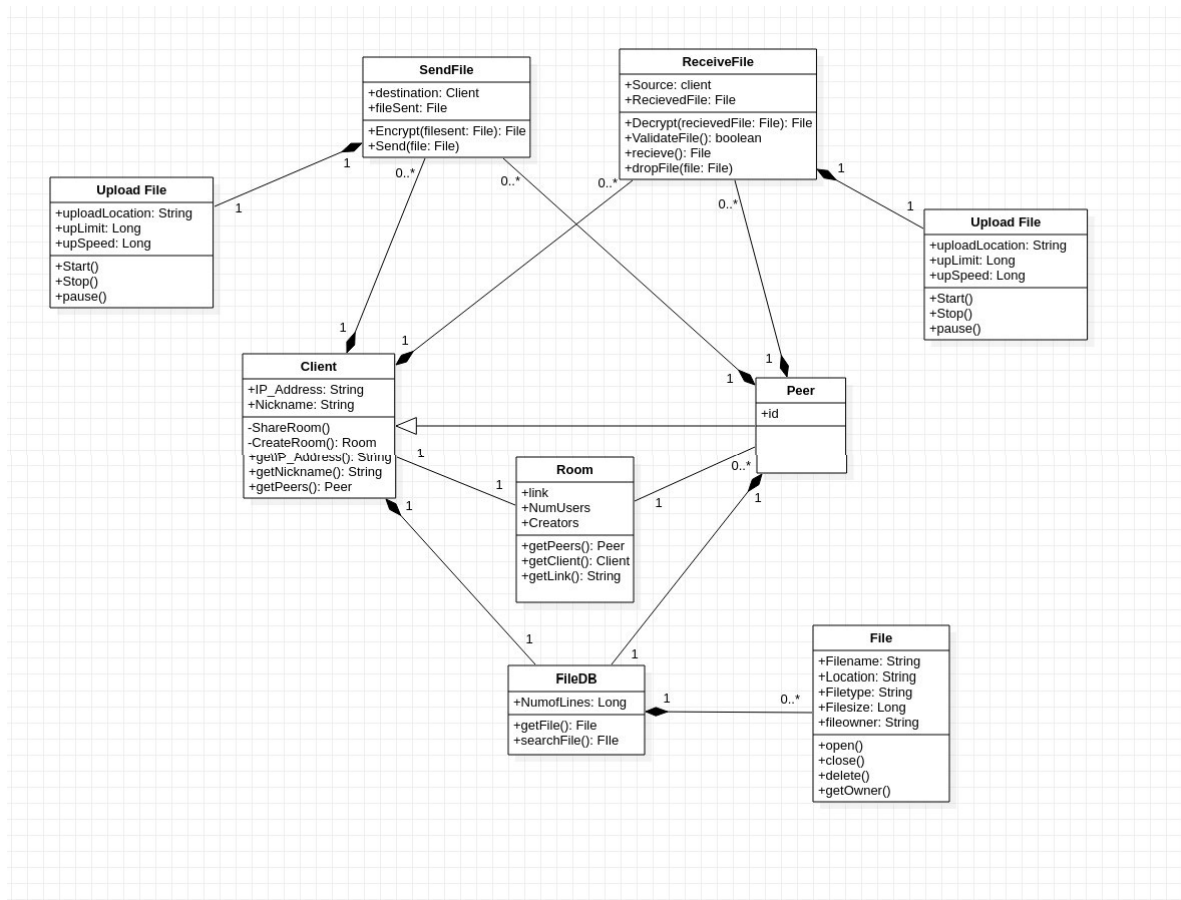 SendFile
+destination: Client
+fileSent: File
+Encrypt(filesent: File): File
+Send(file: File)
ReceiveFile
+Source: client
+RecievedFile: File
+Decrypt(recievedFile: File): File
+ValidateFile(): boolean
+recieve(): File
+dropFile(file: File)
1
1
0..*
0..*
0..*
0..*
1
1
Upload File
+uploadLocation: String
+upLimit: Long
+upSpeed: Long
+Start()
+Stop()
+pause()
Upload File
+uploadLocation: String
+upLimit: Long
+upSpeed: Long
+Start()
+Stop()
+pause()
1
1
1
1
Client
+IP_Address: String
+Nickname: String
-ShareRoom()
-CreateRoom(): Room
+getIP_Address(): String
+getNickname(): String
+getPeers(): Peer
Peer
+id
1
1
0..*
1
1
1
Room
+link
+NumUsers
+Creators
+getPeers(): Peer
+getClient(): Client
+getLink(): String
1
1
FileDB
+NumofLines: Long
+getFile(): File
+searchFile(): FIle
1
0..*
File
+Filename: String
+Location: String
+Filetype: String
+Filesize: Long
+fileowner: String
+open()
+close()
+delete()
+getOwner()